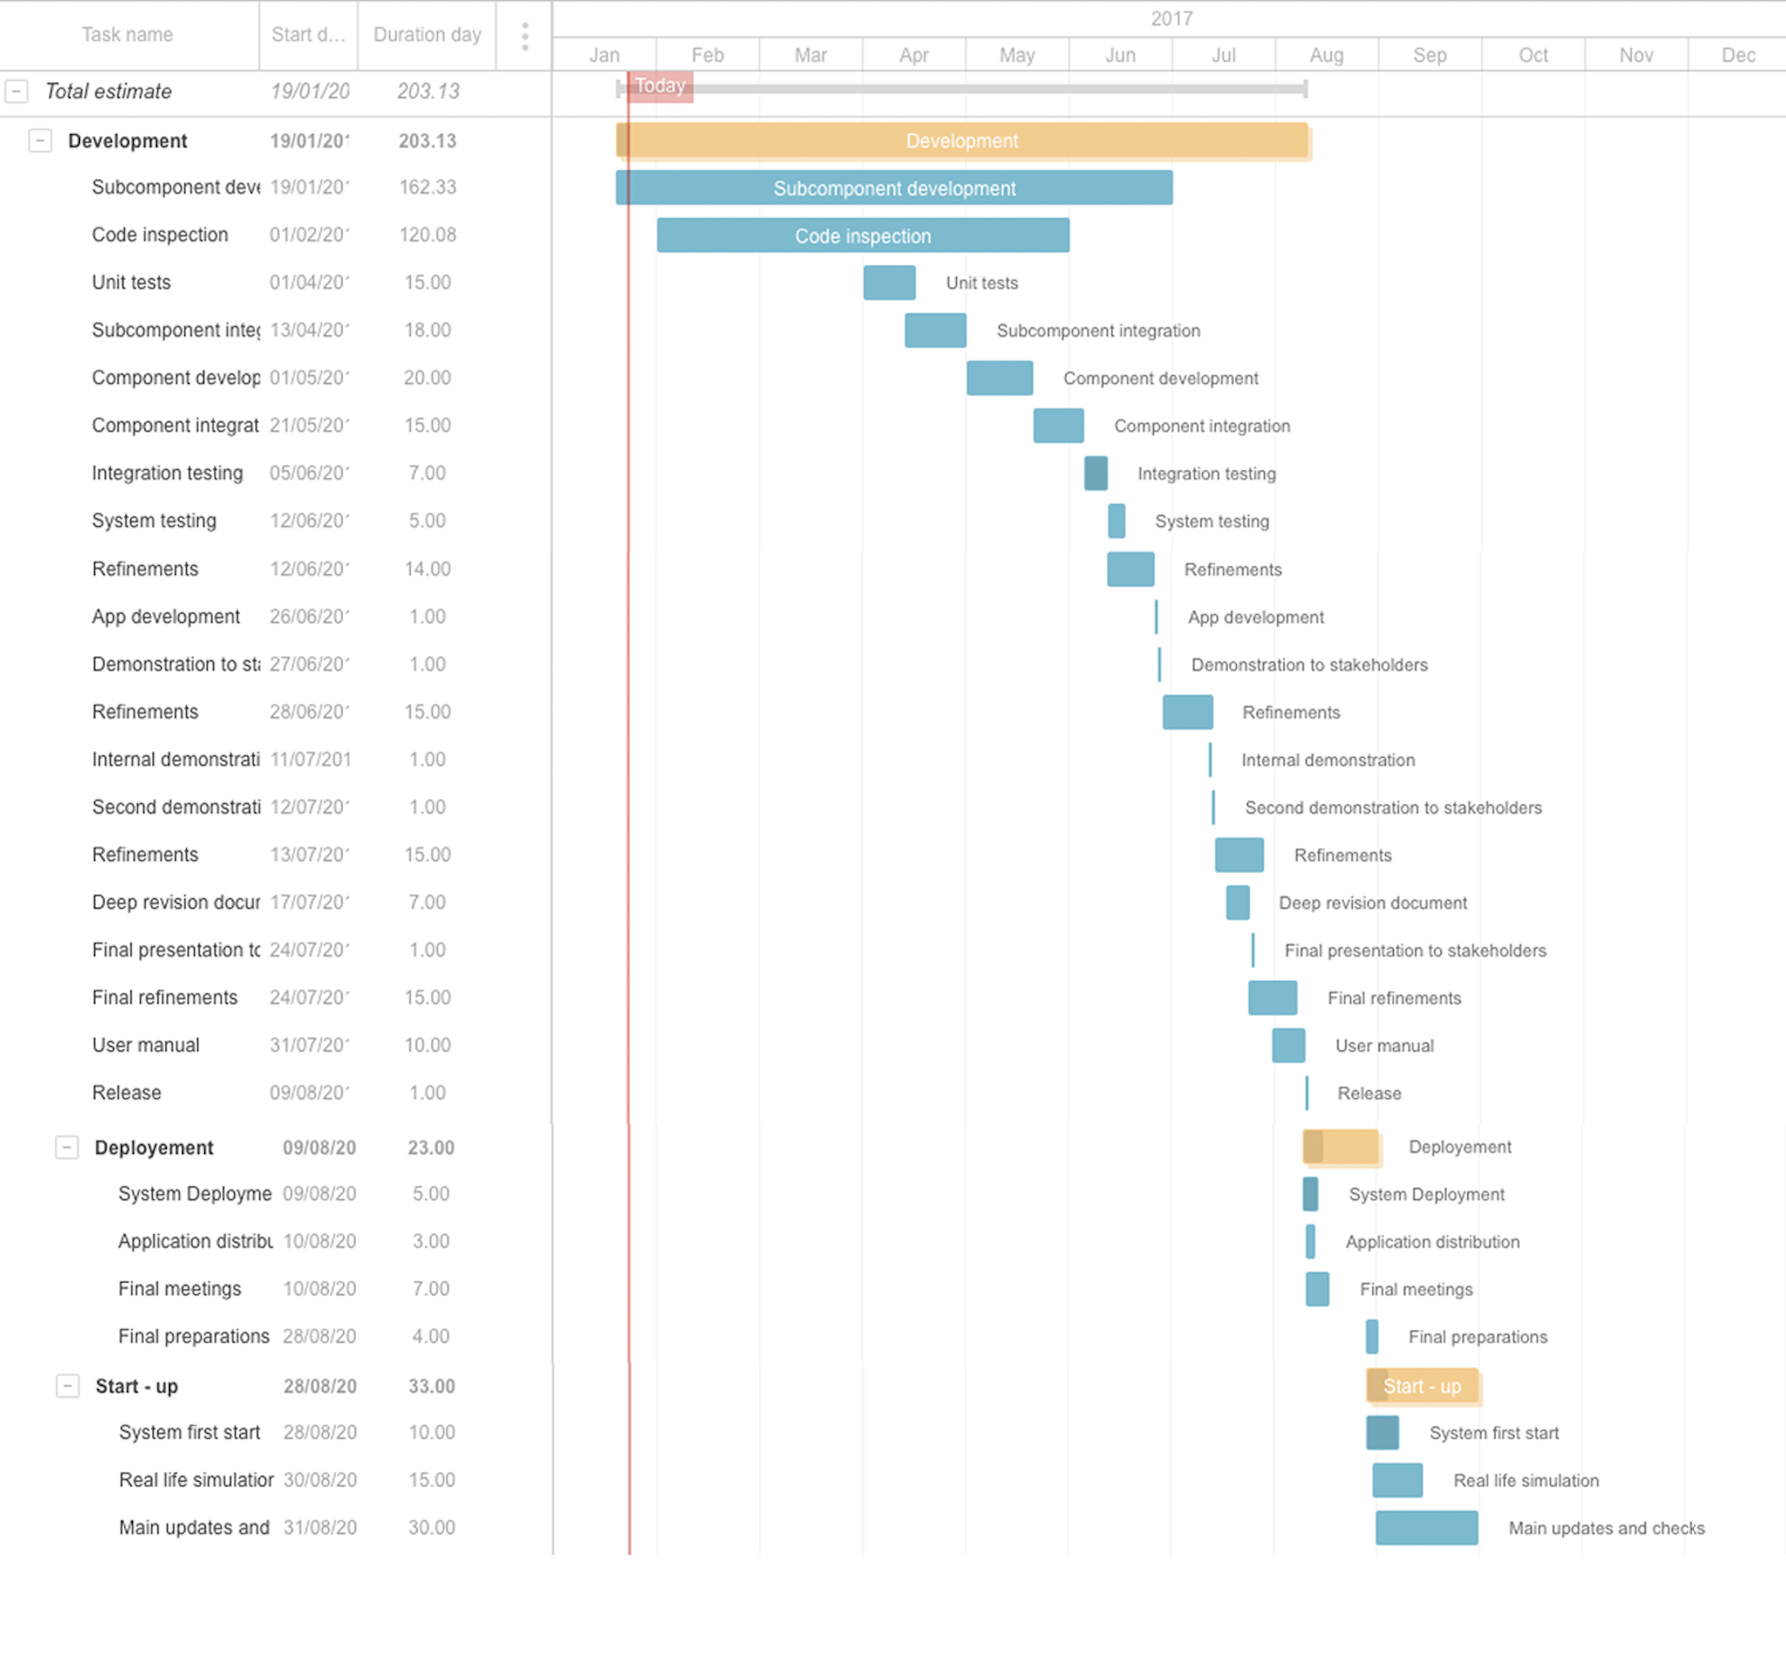 2017
Task name Start d... Duration day Jan Feb Mar Apr May Jun Jul Aug Sep Oct Nov Dec
Total estimate 19/01/20 203.13 Today
Development 19/01/20 203.13 Development
Subcomponent deve 19/01/20 162.33 Subcomponent development
Code inspection 01/02/20 120.08 Code inspection
Unit tests 01/04/20 15.00 Unit tests
Subcomponent integ 13/04/20 18.00 Subcomponent integration
Component develop 01/05/20 20.00 Component development
Component integrat 21/05/20 15.00 Component integration
Integration testing 05/06/20 7.00 Integration testing
System testing 12/06/20 5.00 System testing
Refinements 12/06/20 14.00 Refinements
App development 26/06/20 1.00 App development
Demonstration to sta 27/06/20 1.00 Demonstration to stakeholders
Refinements 28/06/20 15.00 Refinements
Internal demonstrati 11/07/201 1.00 Internal demonstration
Second demonstrati 12/07/20 1.00 Second demonstration to stakeholders
Refinements 13/07/20 15.00 Refinements
Deep revision docur 17/07/20 7.00 Deep revision document
Final presentation to 24/07/20 1.00 Final presentation to stakeholders
Final refinements 24/07/20 15.00 Final refinements
User manual 31/07/20 10.00 User manual
Release 09/08/20 1.00 Release
Deployement 09/08/20 23.00 Deployement
System Deployme 09/08/20 5.00 System Deployment
Application distribu 10/08/20 3.00 Application distribution
Final meetings 10/08/20 7.00 Final meetings
Final preparations 28/08/20 4.00 Final preparations
Start - up 28/08/20 33.00 Start - up
System first start 28/08/20 10.00 System first start
Real life simulation 30/08/20 15.00 Real life simulation
Main updates and 31/08/20 30.00 Main updates and checks